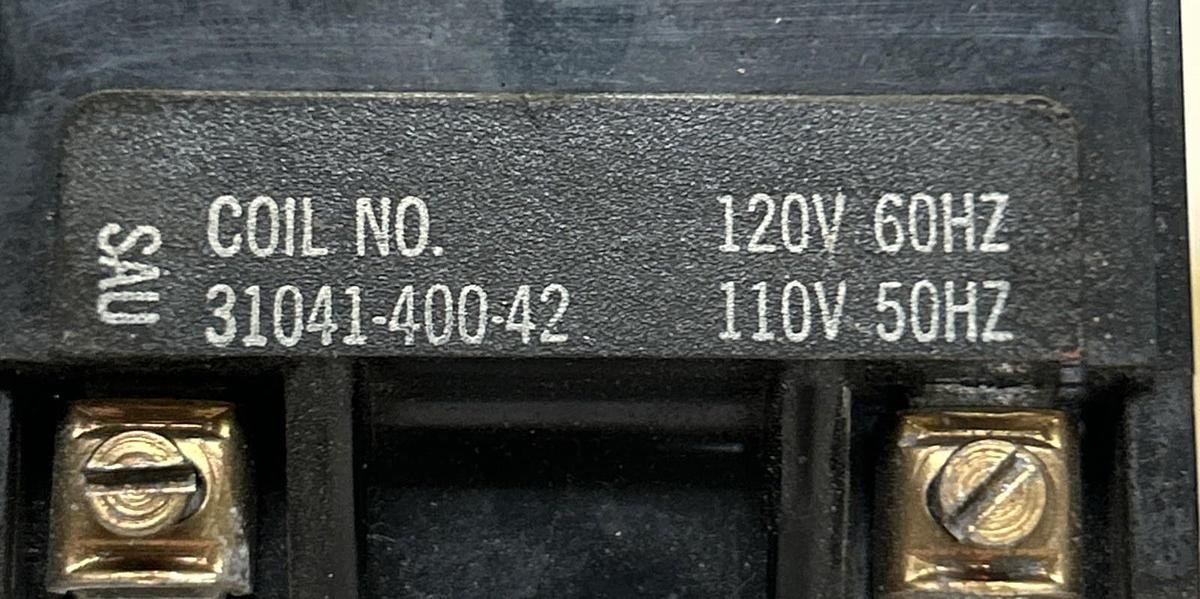 SAU
COIL NO.
31041-400-42
120V 60HZ
110V 50HZ